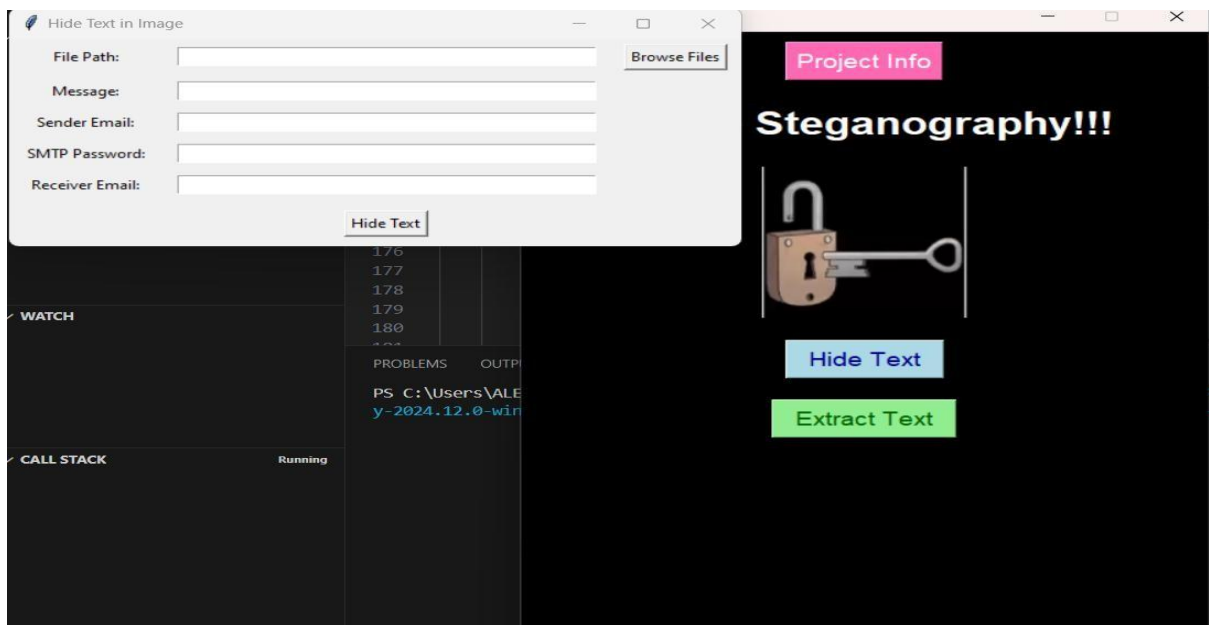 Hide Text in Image
File Path:
Browse Files
Message:
Sender Email:
SMTP Password:
Receiver Email:
Hide Text
Project Info
Steganography!!!
Hide Text
Extract Text
176
177
178
179
180
WATCH
PROBLEMS OUTP
PS C:\Users\ALE
y-2024.12.0-win
CALL STACK
Running